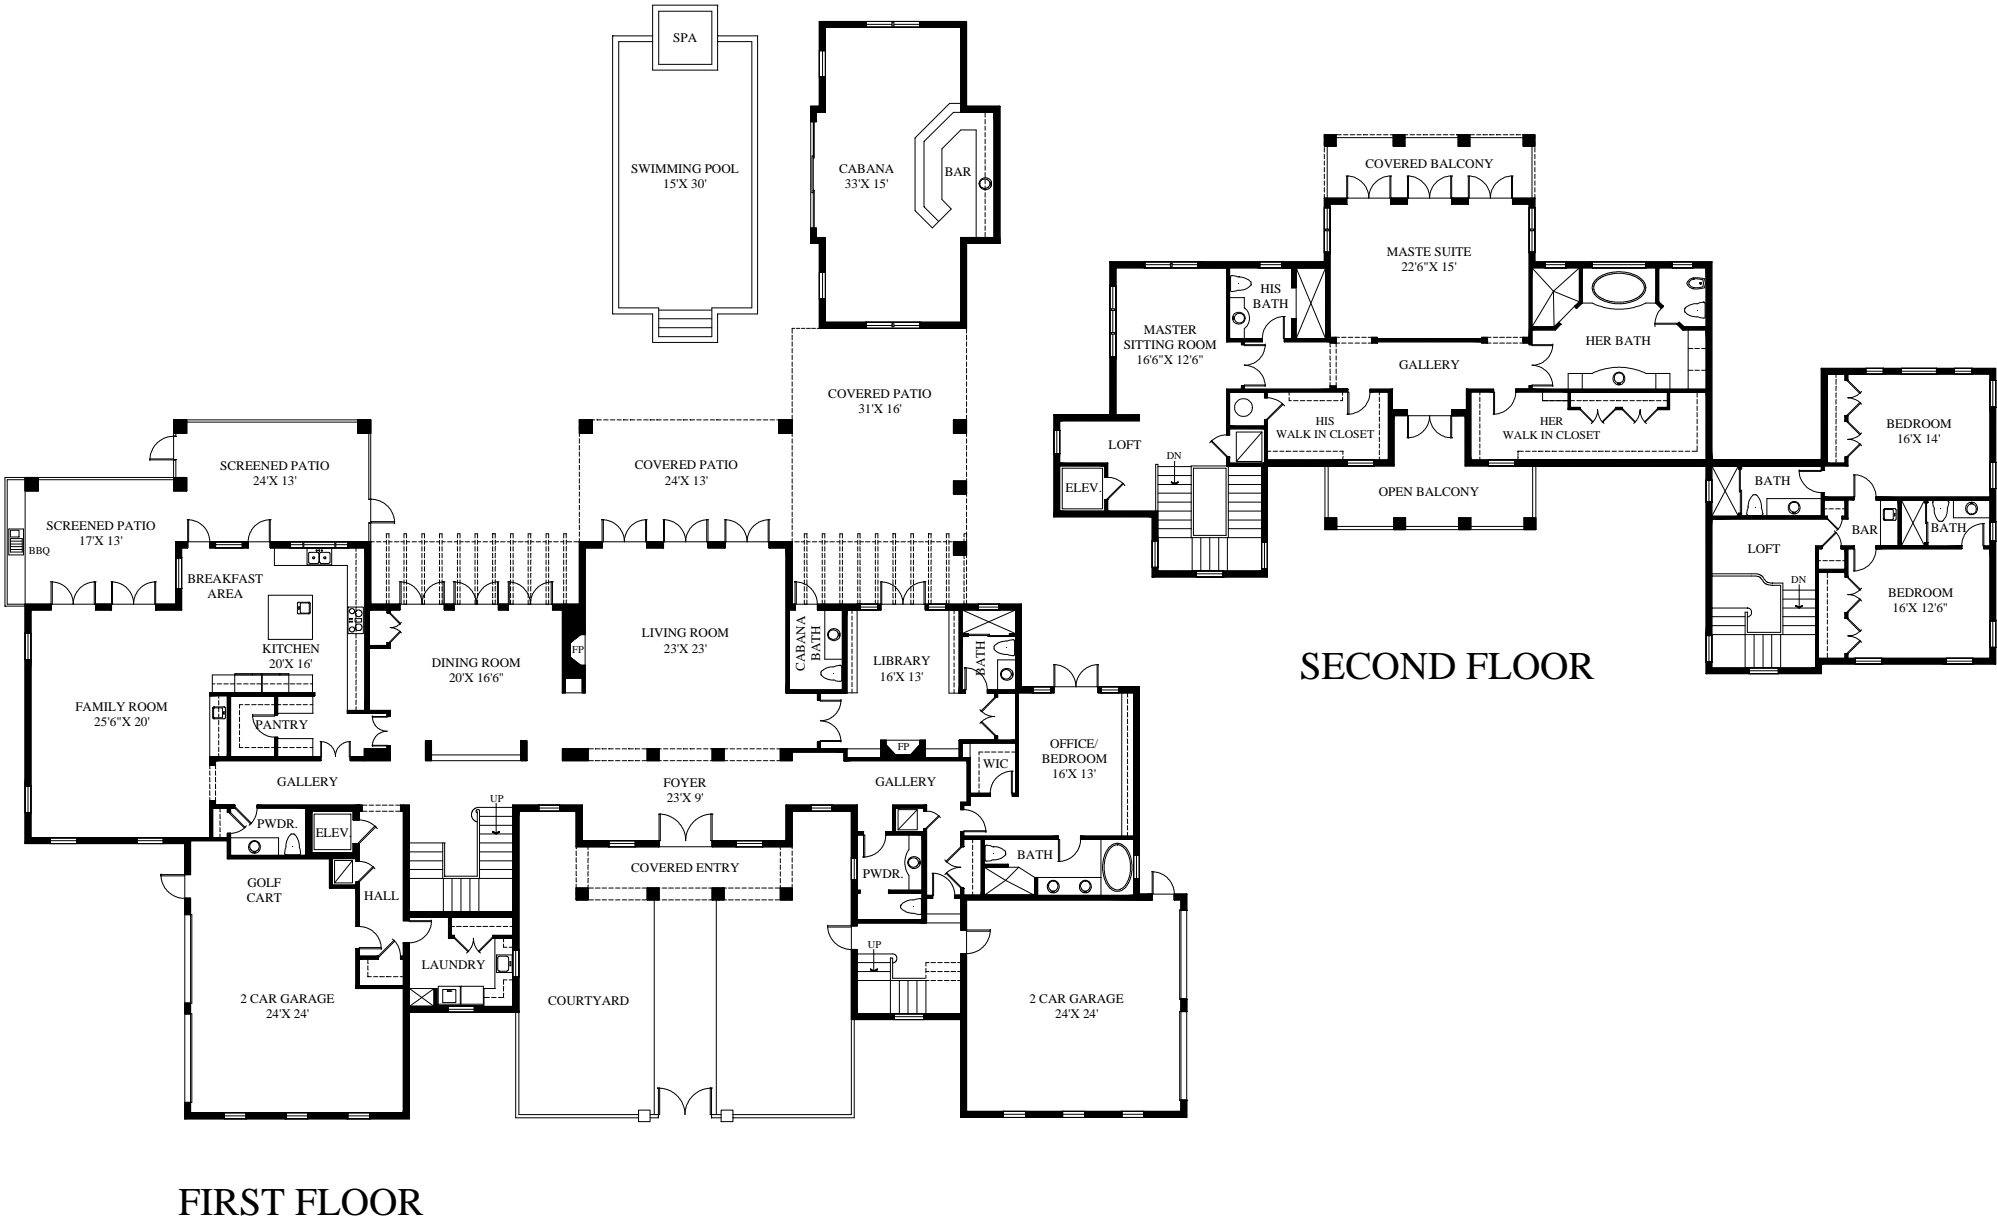 SPA
SWIMMING POOL
15'X 30'
CABANA
33'X 15'
BAR
COVERED PATIO
31'X 16'
SCREENED PATIO
24'X 13'
COVERED PATIO
24'X 13'
SCREENED PATIO
17'X 13'
BBQ
BREAKFAST
AREA
KITCHEN
20'X 16'
DINING ROOM
20'X 16'6"
FP
LIVING ROOM
23'X 23'
CABANA
BATH
LIBRARY
16'X 13'
BATH
FAMILY ROOM
25'6"X 20'
PANTRY
FP
WIC
OFFICE/
BEDROOM
16'X 13'
GALLERY
FOYER
23'X 9'
GALLERY
UP
PWDR.
ELEV.
COVERED ENTRY
BATH
PWDR.
GOLF
CART
HALL
UP
LAUNDRY
2 CAR GARAGE
24'X 24'
COURTYARD
2 CAR GARAGE
24'X 24'
FIRST FLOOR
COVERED BALCONY
MASTE SUITE
22'6"X 15'
HIS
BATH
MASTER
SITTING ROOM
16'6"X 12'6"
GALLERY
HER BATH
HIS
WALK IN CLOSET
HER
WALK IN CLOSET
LOFT
DN
ELEV.
OPEN BALCONY
BEDROOM
16'X 14'
BATH
BAR
BATH
LOFT
DN
BEDROOM
16'X 12'6"
SECOND FLOOR